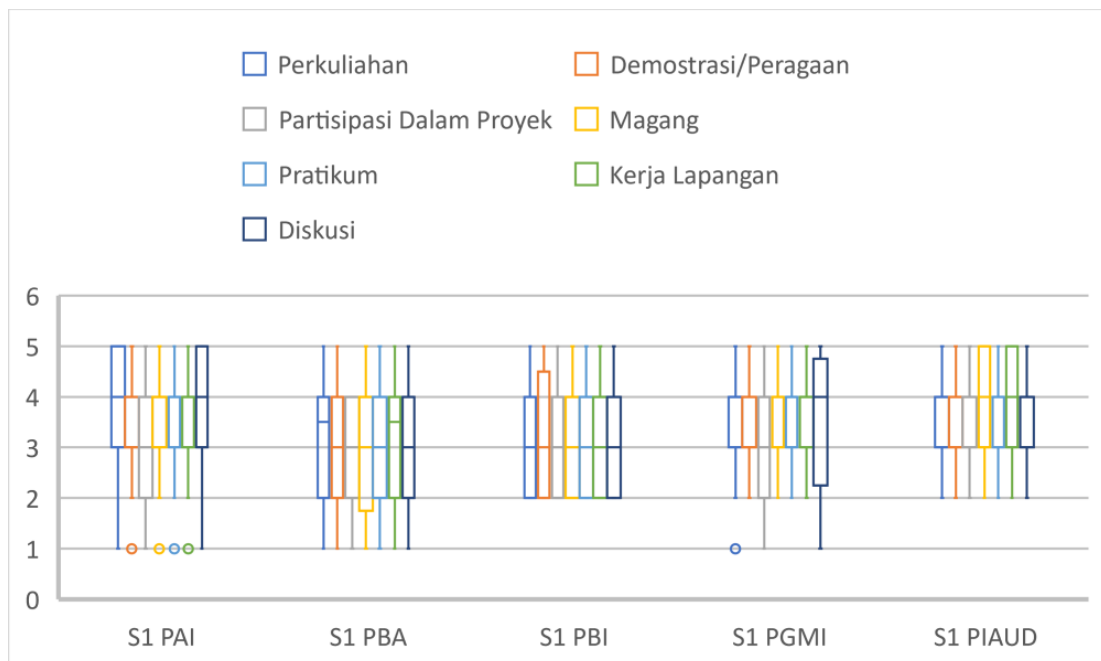 Perkuliahan
Demostrasi/Peragaan
Partisipasi Dalam Proyek
Magang
Pratikum
Kerja Lapangan
Diskusi
6
5
4
3
2
1
0
S1 PAI
S1 PBA
S1 PBI
S1 PGMI
S1 PIAUD